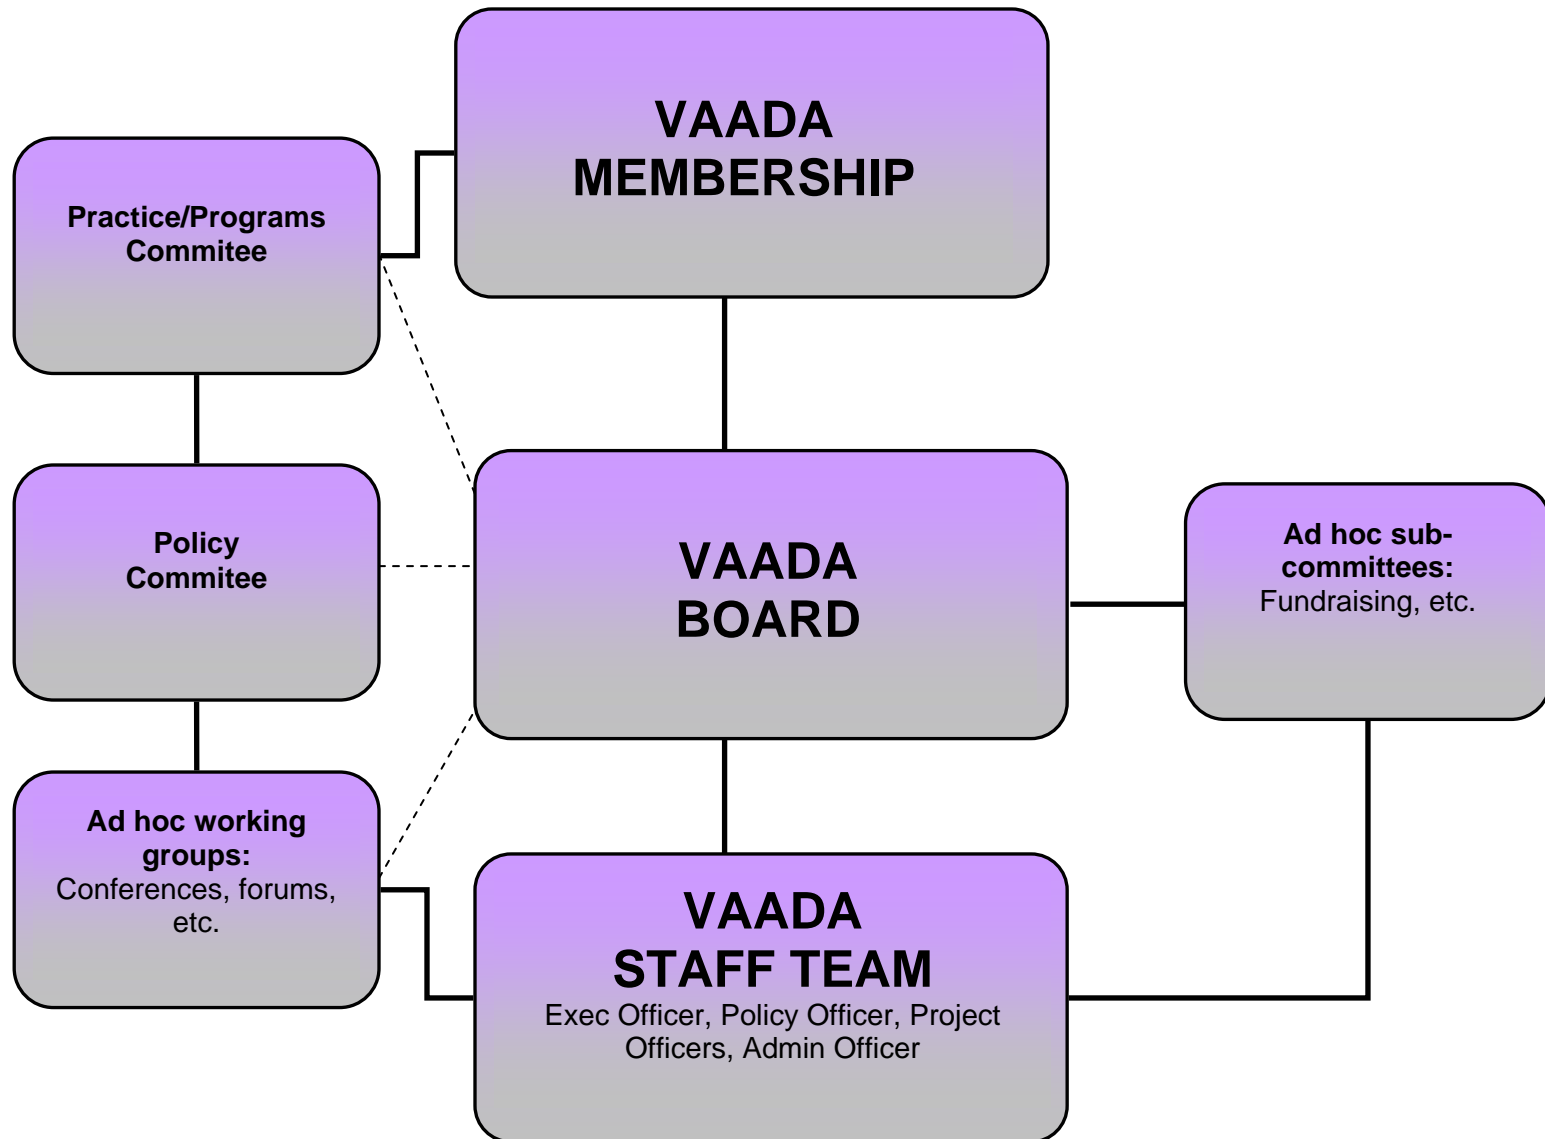 VAADA
MEMBERSHIP
Practice/Programs
Commitee
Policy
Commitee
VAADA
BOARD
Ad hoc sub-
committees:
Fundraising, etc.
Ad hoc working
groups:
Conferences, forums,
etc.
VAADA
STAFF TEAM
Exec Officer, Policy Officer, Project
Officers, Admin Officer